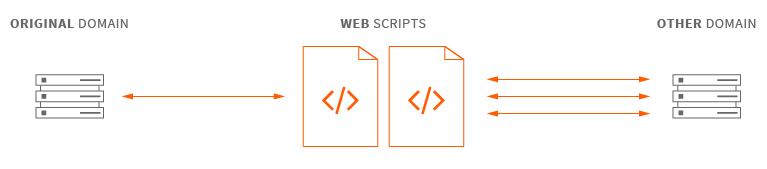 ORIGINAL DOMAIN
WEB SCRIPTS
OTHER DOMAIN
</>
</>